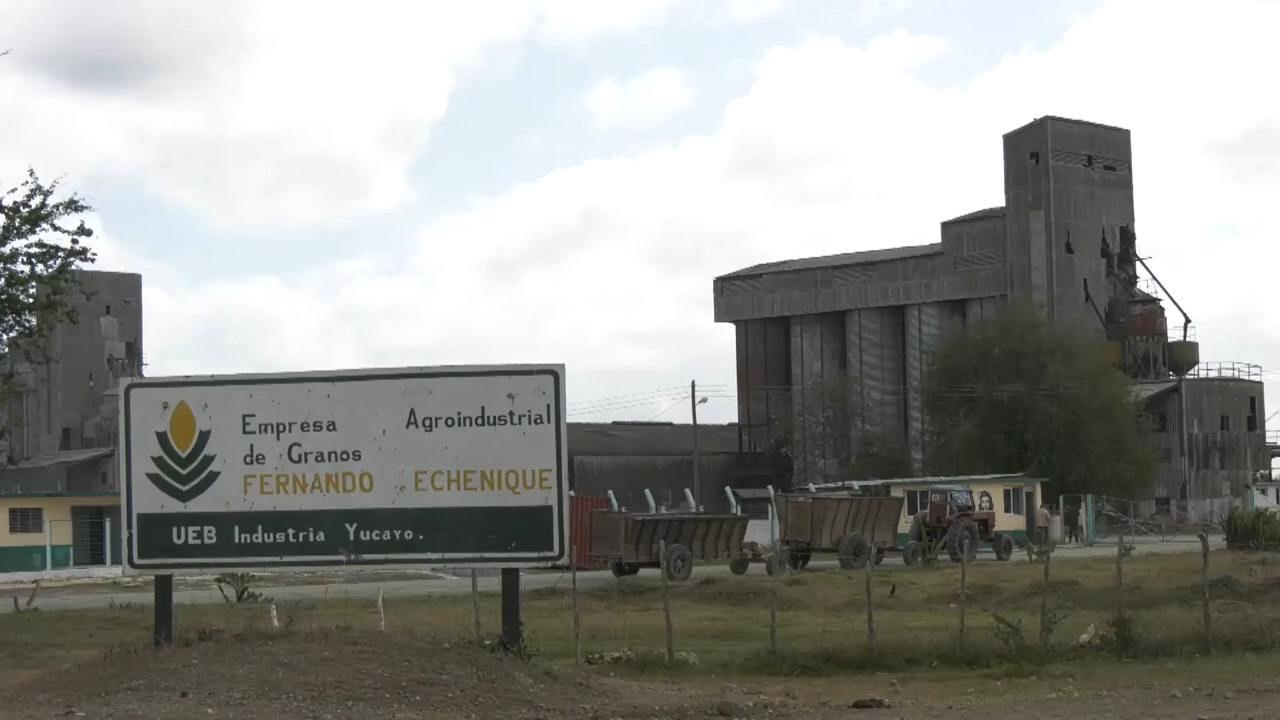 Empresa Agroindustrial
de Granos
FERNANDO ECHENIQUE
UEB Industria Yucayo.